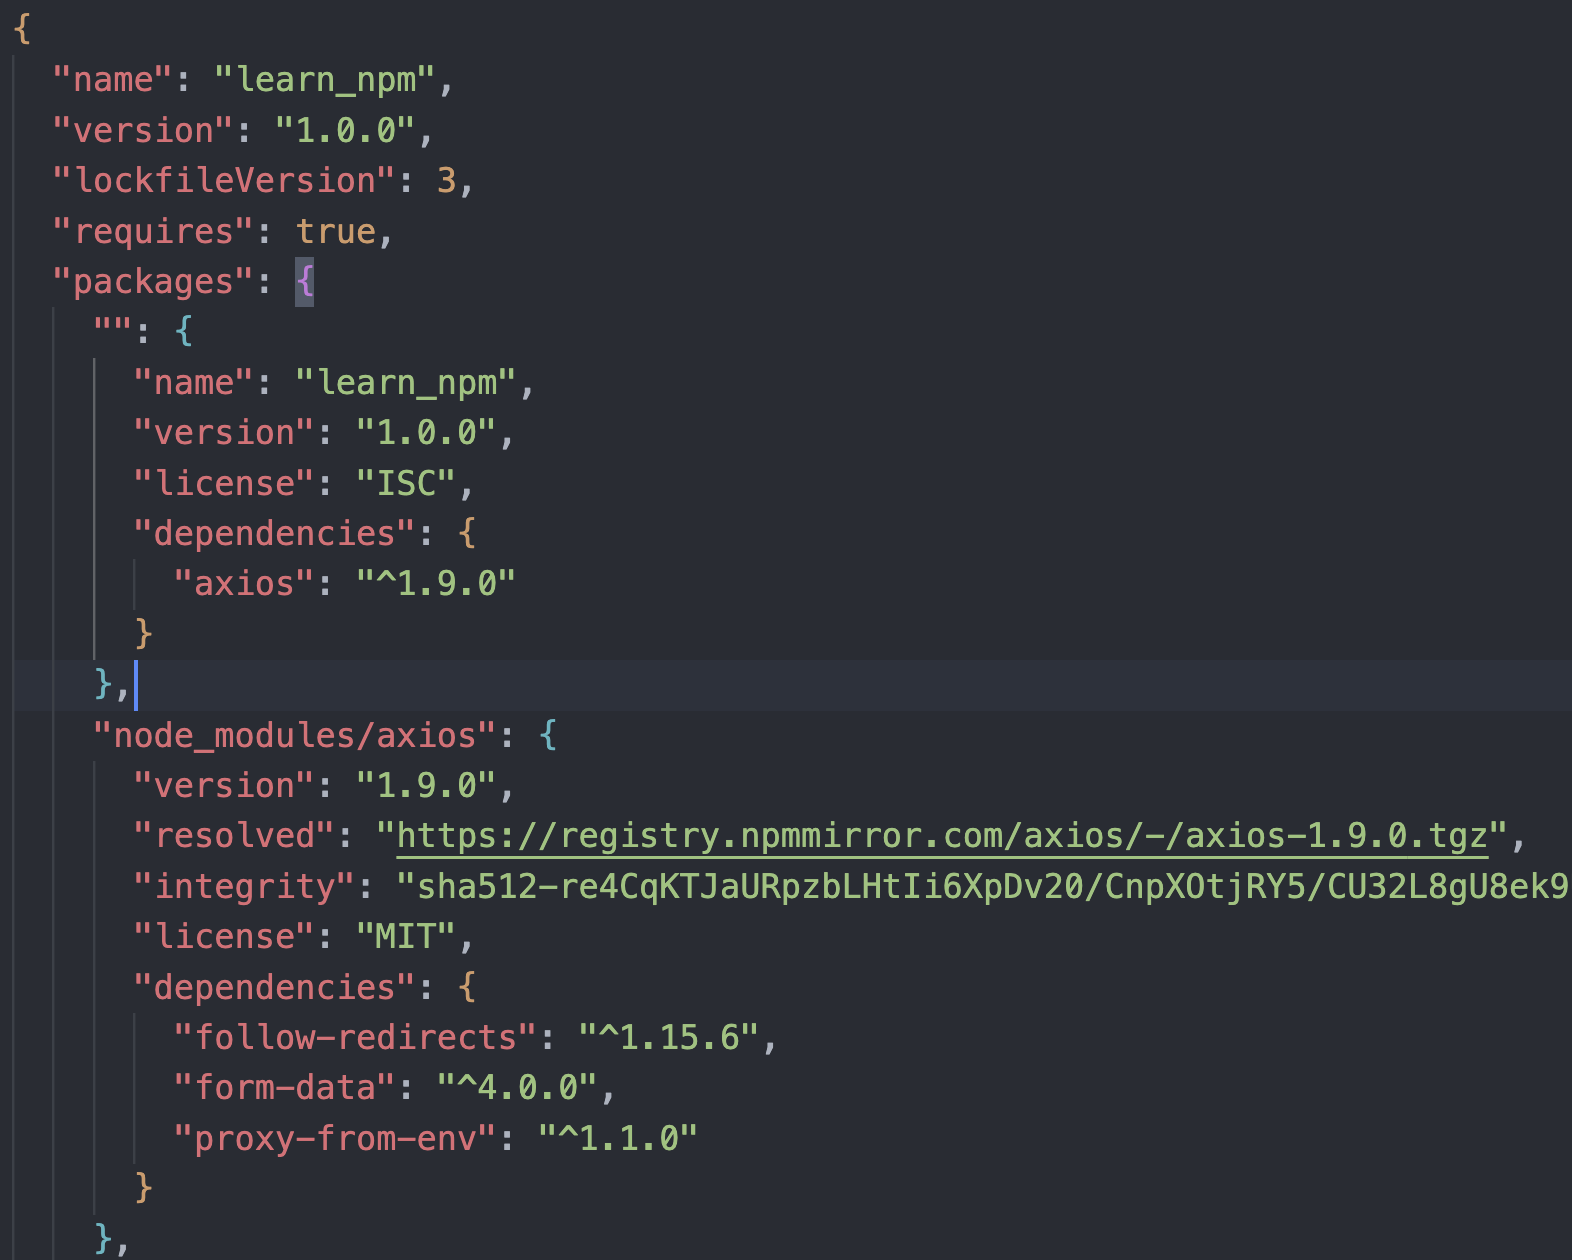 {
  "name": "learn_npm",
  "version": "1.0.0",
  "lockfileVersion": 3,
  "requires": true,
  "packages": {
    "": {
      "name": "learn_npm",
      "version": "1.0.0",
      "license": "ISC",
      "dependencies": {
        "axios": "^1.9.0"
      }
    },
    "node_modules/axios": {
      "version": "1.9.0",
      "resolved": "https://registry.npmmirror.com/axios/-/axios-1.9.0.tgz",
      "integrity": "sha512-re4CqKTJaURpzbLHtIi6XpDv20/CnpXOtjRY5/CU32L8gU8ek9
      "license": "MIT",
      "dependencies": {
        "follow-redirects": "^1.15.6",
        "form-data": "^4.0.0",
        "proxy-from-env": "^1.1.0"
      }
    },